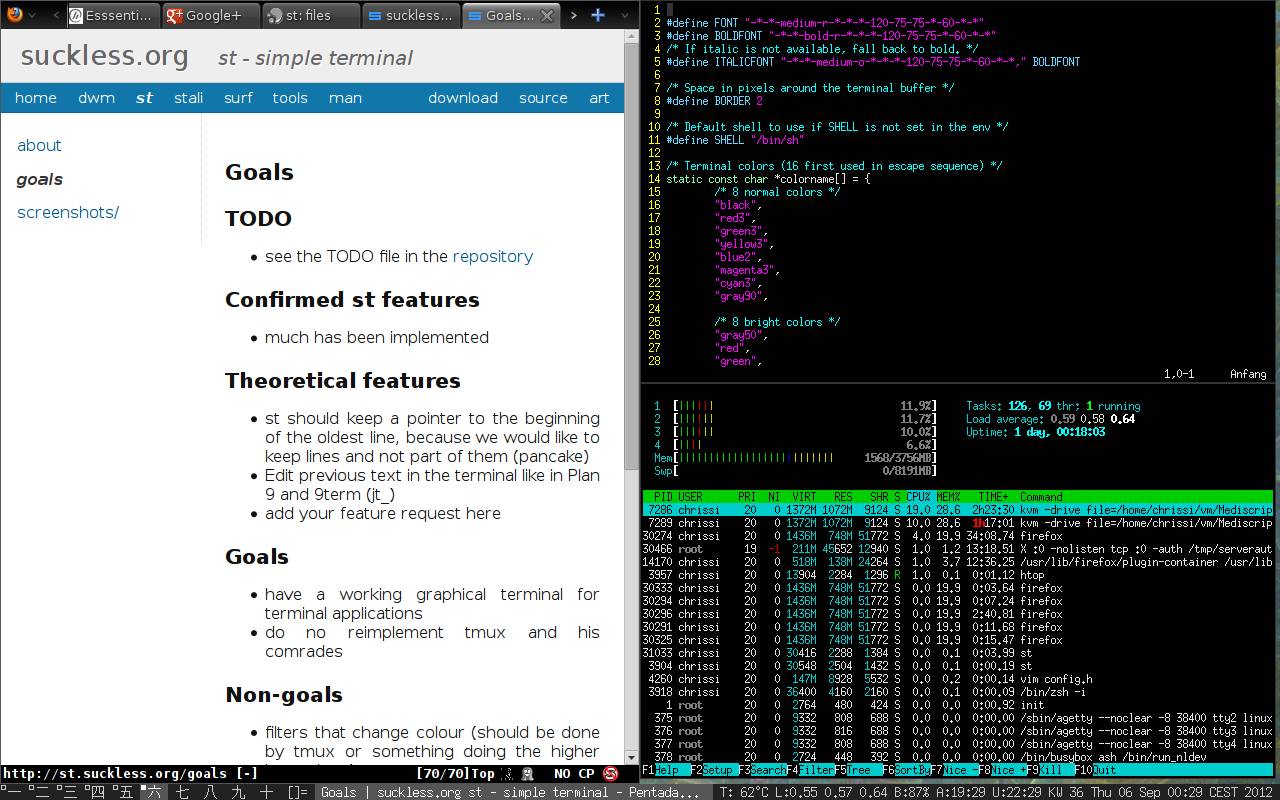 Esssenti...
Google+
st: files
suckless...
Goals...
suckless.org
st - simple terminal
home dwm st stali surf tools man download source art
about
goals
screenshots/
Goals
TODO
• see the TODO file in the repository
Confirmed st features
• much has been implemented
Theoretical features
• st should keep a pointer to the beginning
of the oldest line, because we would like to
keep lines and not part of them (pancake)
• Edit previous text in the terminal like in Plan
9 and 9term (jt_)
• add your feature request here
Goals
• have a working graphical terminal for
terminal applications
• do no reimplement tmux and his
comrades
Non-goals
• filters that change colour (should be done
by tmux or something doing the higher
http://st.suckless.org/goals [-] [70/70]Top NO CP
1
2 #define FONT "-*-*-medium-r-*-*-*-120-75-75-*-60-*-*"
3 #define BOLDFONT "-*-*-bold-r-*-*-*-120-75-75-*-60-*-*"
4 /* If italic is not available, fall back to bold. */
5 #define ITALICFONT "-*-*-medium-o-*-*-*-120-75-75-*-60-*-*," BOLDFONT
6
7 /* Space in pixels around the terminal buffer */
8 #define BORDER 2
9
10 /* Default shell to use if SHELL is not set in the env */
11 #define SHELL "/bin/sh"
12
13 /* Terminal colors (16 first used in escape sequence) */
14 static const char *colorname[] = {
15 /* 8 normal colors */
16 "black",
17 "red3",
18 "green3",
19 "yellow3",
20 "blue2",
21 "magenta3",
22 "cyan3",
23 "gray90",
24
25 /* 8 bright colors */
26 "gray50",
27 "red",
28 "green",
1,0-1 Anfang
1 [|||||| 11.9%] Tasks: 126, 69 thr; 1 running
2 [|||||| 11.7%] Load average: 0.59 0.58 0.64
3 [|||||| 10.0%] Uptime: 1 day, 00:18:03
4 [|||| 6.6%]
Mem[||||||||||||||||||||||||||| 1568/3756MB]
Swp[ 0/8191MB]
PID USER PRI NI VIRT RES SHR S CPU% MEM% TIME+ Command
7286 chrissi 20 0 1372M 1072M 9124 S 19.0 28.6 2h23:30 kvm -drive file=/home/chrissi/vm/Mediscrip
7289 chrissi 20 0 1372M 1072M 9124 S 10.0 28.6 1h17:01 kvm -drive file=/home/chrissi/vm/Mediscrip
30274 chrissi 20 0 1436M 748M 51772 S 4.0 19.9 34:08.74 firefox
30466 root 19 -1 211M 45652 12940 S 1.0 1.2 13:18.51 X :0 -nolisten tcp :0 -auth /tmp/serveraut
14170 chrissi 20 0 518M 138M 24264 S 1.0 3.7 12:36.25 /usr/lib/firefox/plugin-container /usr/lib
3957 chrissi 20 0 13904 2284 1296 R 1.0 0.1 0:01.12 htop
30333 chrissi 20 0 1436M 748M 51772 S 0.0 19.9 0:03.64 firefox
30294 chrissi 20 0 1436M 748M 51772 S 0.0 19.9 0:07.24 firefox
30296 chrissi 20 0 1436M 748M 51772 S 0.0 19.9 2:40.81 firefox
30291 chrissi 20 0 1436M 748M 51772 S 0.0 19.9 0:11.68 firefox
30325 chrissi 20 0 1436M 748M 51772 S 0.0 19.9 0:15.47 firefox
31033 chrissi 20 0 30416 2288 1384 S 0.0 0.1 0:03.99 st
3904 chrissi 20 0 30548 2504 1432 S 0.0 0.1 0:00.19 st
4260 chrissi 20 0 147M 8928 5532 S 0.0 0.2 0:00.14 vim config.h
3918 chrissi 20 0 36400 4160 2160 S 0.0 0.1 0:00.09 /bin/zsh -i
1 root 20 0 2764 480 424 S 0.0 0.0 0:00.92 init
375 root 20 0 9332 808 688 S 0.0 0.0 0:00.00 /sbin/agetty --noclear -8 38400 tty2 linux
376 root 20 0 9332 816 688 S 0.0 0.0 0:00.00 /sbin/agetty --noclear -8 38400 tty3 linux
377 root 20 0 9332 808 688 S 0.0 0.0 0:00.00 /sbin/agetty --noclear -8 38400 tty4 linux
378 root 20 0 2724 448 392 S 0.0 0.0 0:00.00 /bin/busybox ash /bin/run_nldev
F1Help F2Setup F3SearchF4FilterF5Tree F6SortByF7Nice -F8Nice +F9Kill F10Quit
一 二 三 四 五 六 七 八 九 十 []= Goals | suckless.org st - simple terminal - Pentada... T: 62°C L:0.55 0.57 0.64 B:87% A:19:29 U:22:29 KW 36 Thu 06 Sep 00:29 CEST 2012